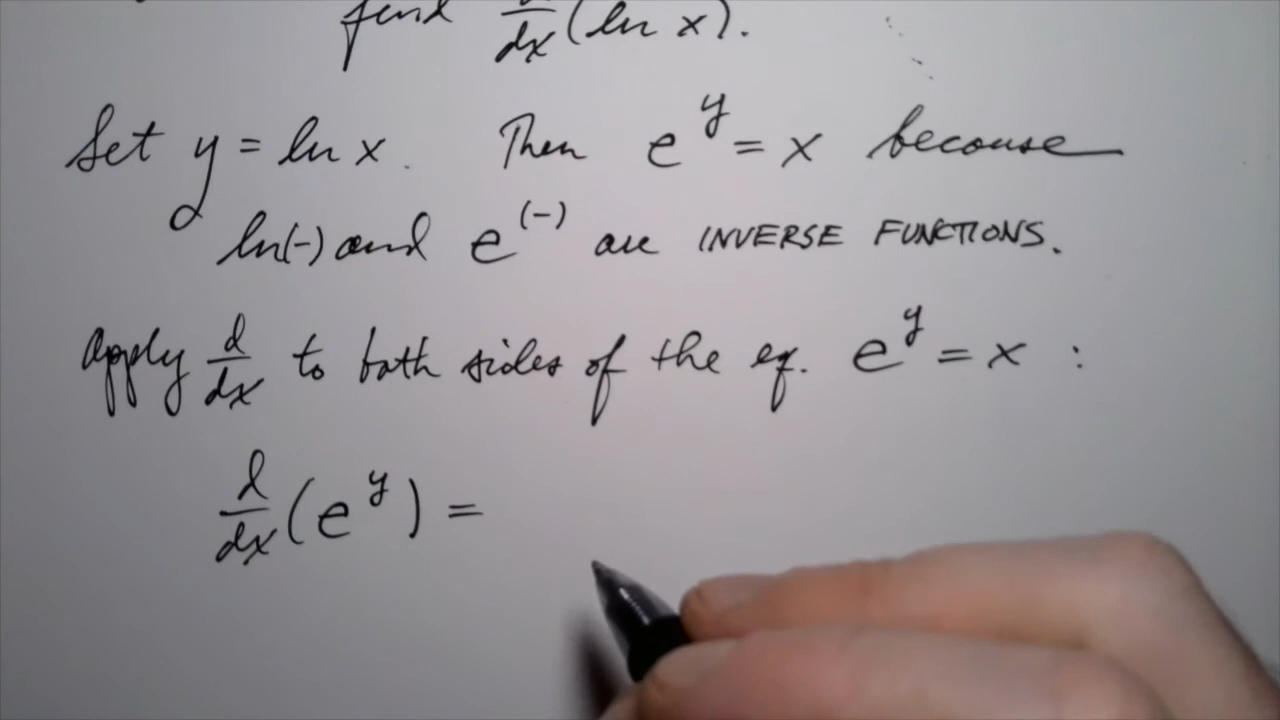 find d/dx (ln x).
Set y = ln x. Then e^y = x because
ln(-) and e^(-) are INVERSE FUNCTIONS.
Apply d/dx to both sides of the eq. e^y = x :
d/dx (e^y) =